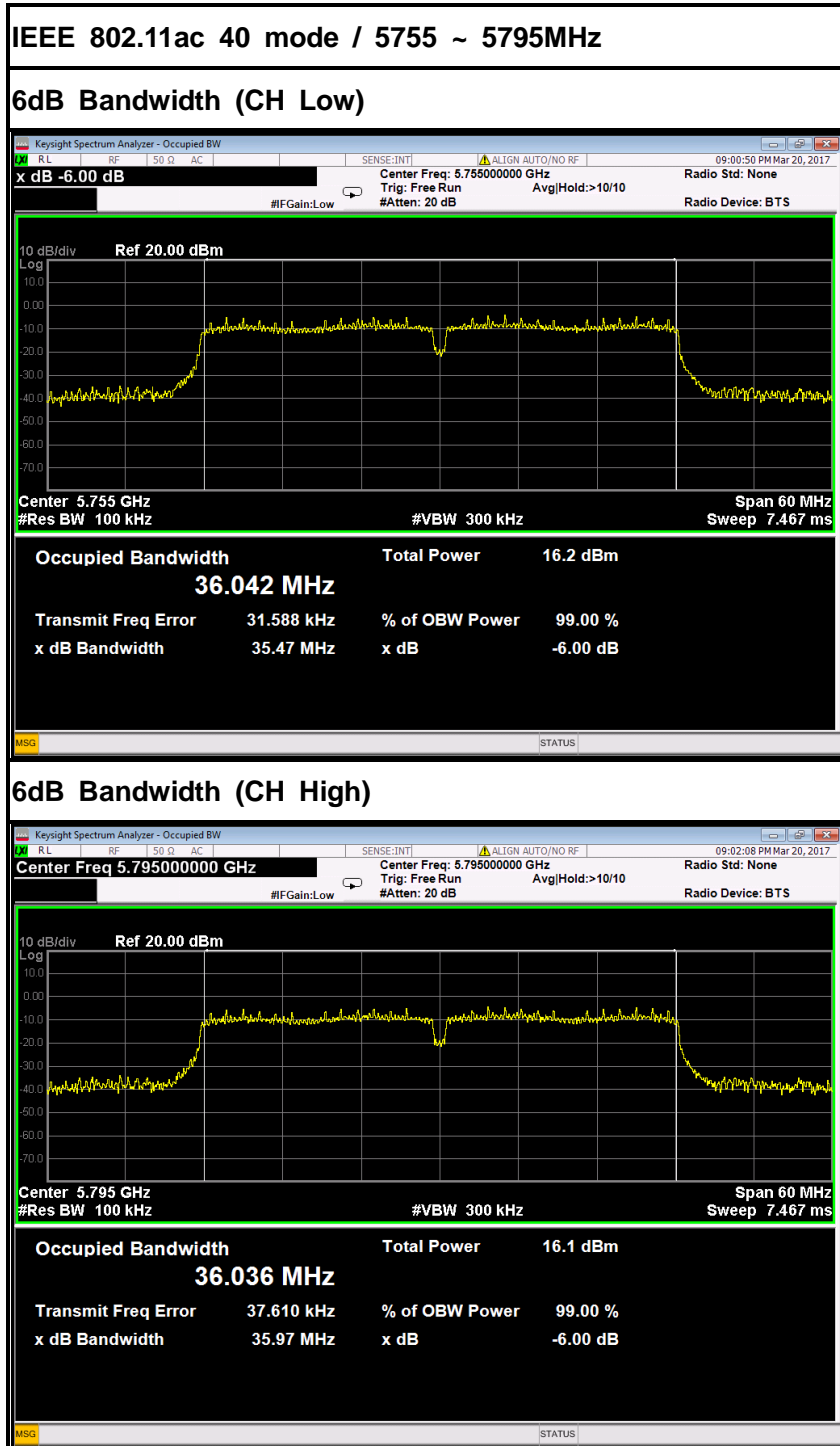 IEEE 802.11ac 40 mode / 5755 ~ 5795MHz
6dB Bandwidth (CH Low)
Keysight Spectrum Analyzer - Occupied BW
LXI RL RF 50 Ω AC SENSE:INT ALIGN AUTO/NO RF 09:00:50 PM Mar 20, 2017
x dB -6.00 dB Center Freq: 5.755000000 GHz Radio Std: None
Trig: Free Run Avg|Hold:>10/10
#IFGain:Low #Atten: 20 dB Radio Device: BTS
10 dB/div Ref 20.00 dBm
Log
10.0
0.00
-10.0
-20.0
-30.0
-40.0
-50.0
-60.0
-70.0
Center 5.755 GHz Span 60 MHz
#Res BW 100 kHz #VBW 300 kHz Sweep 7.467 ms
Occupied Bandwidth Total Power 16.2 dBm
36.042 MHz
Transmit Freq Error 31.588 kHz % of OBW Power 99.00 %
x dB Bandwidth 35.47 MHz x dB -6.00 dB
MSG STATUS
6dB Bandwidth (CH High)
Keysight Spectrum Analyzer - Occupied BW
LXI RL RF 50 Ω AC SENSE:INT ALIGN AUTO/NO RF 09:02:08 PM Mar 20, 2017
Center Freq 5.795000000 GHz Center Freq: 5.795000000 GHz Radio Std: None
Trig: Free Run Avg|Hold:>10/10
#IFGain:Low #Atten: 20 dB Radio Device: BTS
10 dB/div Ref 20.00 dBm
Log
10.0
0.00
-10.0
-20.0
-30.0
-40.0
-50.0
-60.0
-70.0
Center 5.795 GHz Span 60 MHz
#Res BW 100 kHz #VBW 300 kHz Sweep 7.467 ms
Occupied Bandwidth Total Power 16.1 dBm
36.036 MHz
Transmit Freq Error 37.610 kHz % of OBW Power 99.00 %
x dB Bandwidth 35.97 MHz x dB -6.00 dB
MSG STATUS